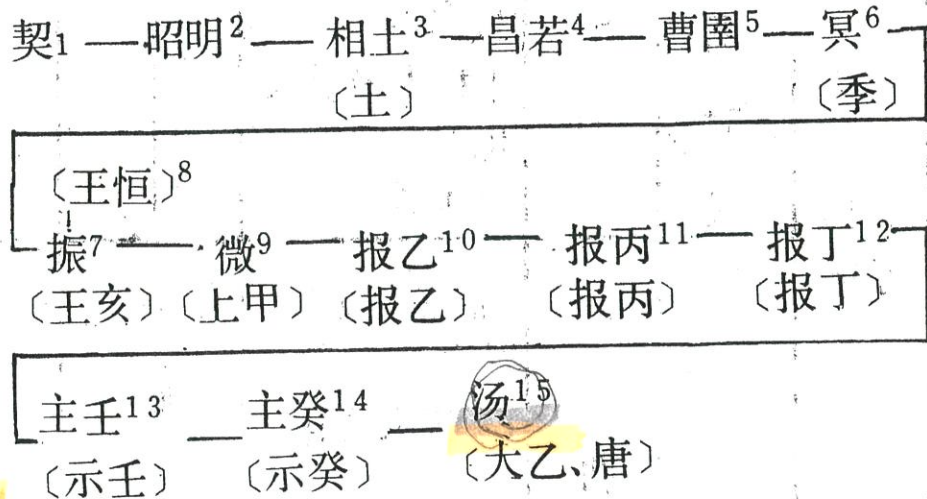 契1—昭明2—相土3—昌若4—曹圉5—冥6
〔土〕 〔季〕
〔王恒〕8
振7—微9—报乙10—报丙11—报丁12
〔王亥〕〔上甲〕〔报乙〕〔报丙〕〔报丁〕
主壬13—主癸14—汤15
〔示壬〕〔示癸〕〔大乙、唐〕